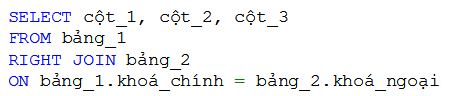 SELECT cột_1, cột_2, cột_3
FROM bảng_1
RIGHT JOIN bảng_2
ON bảng_1.khoá_chính = bảng_2.khoá_ngoại